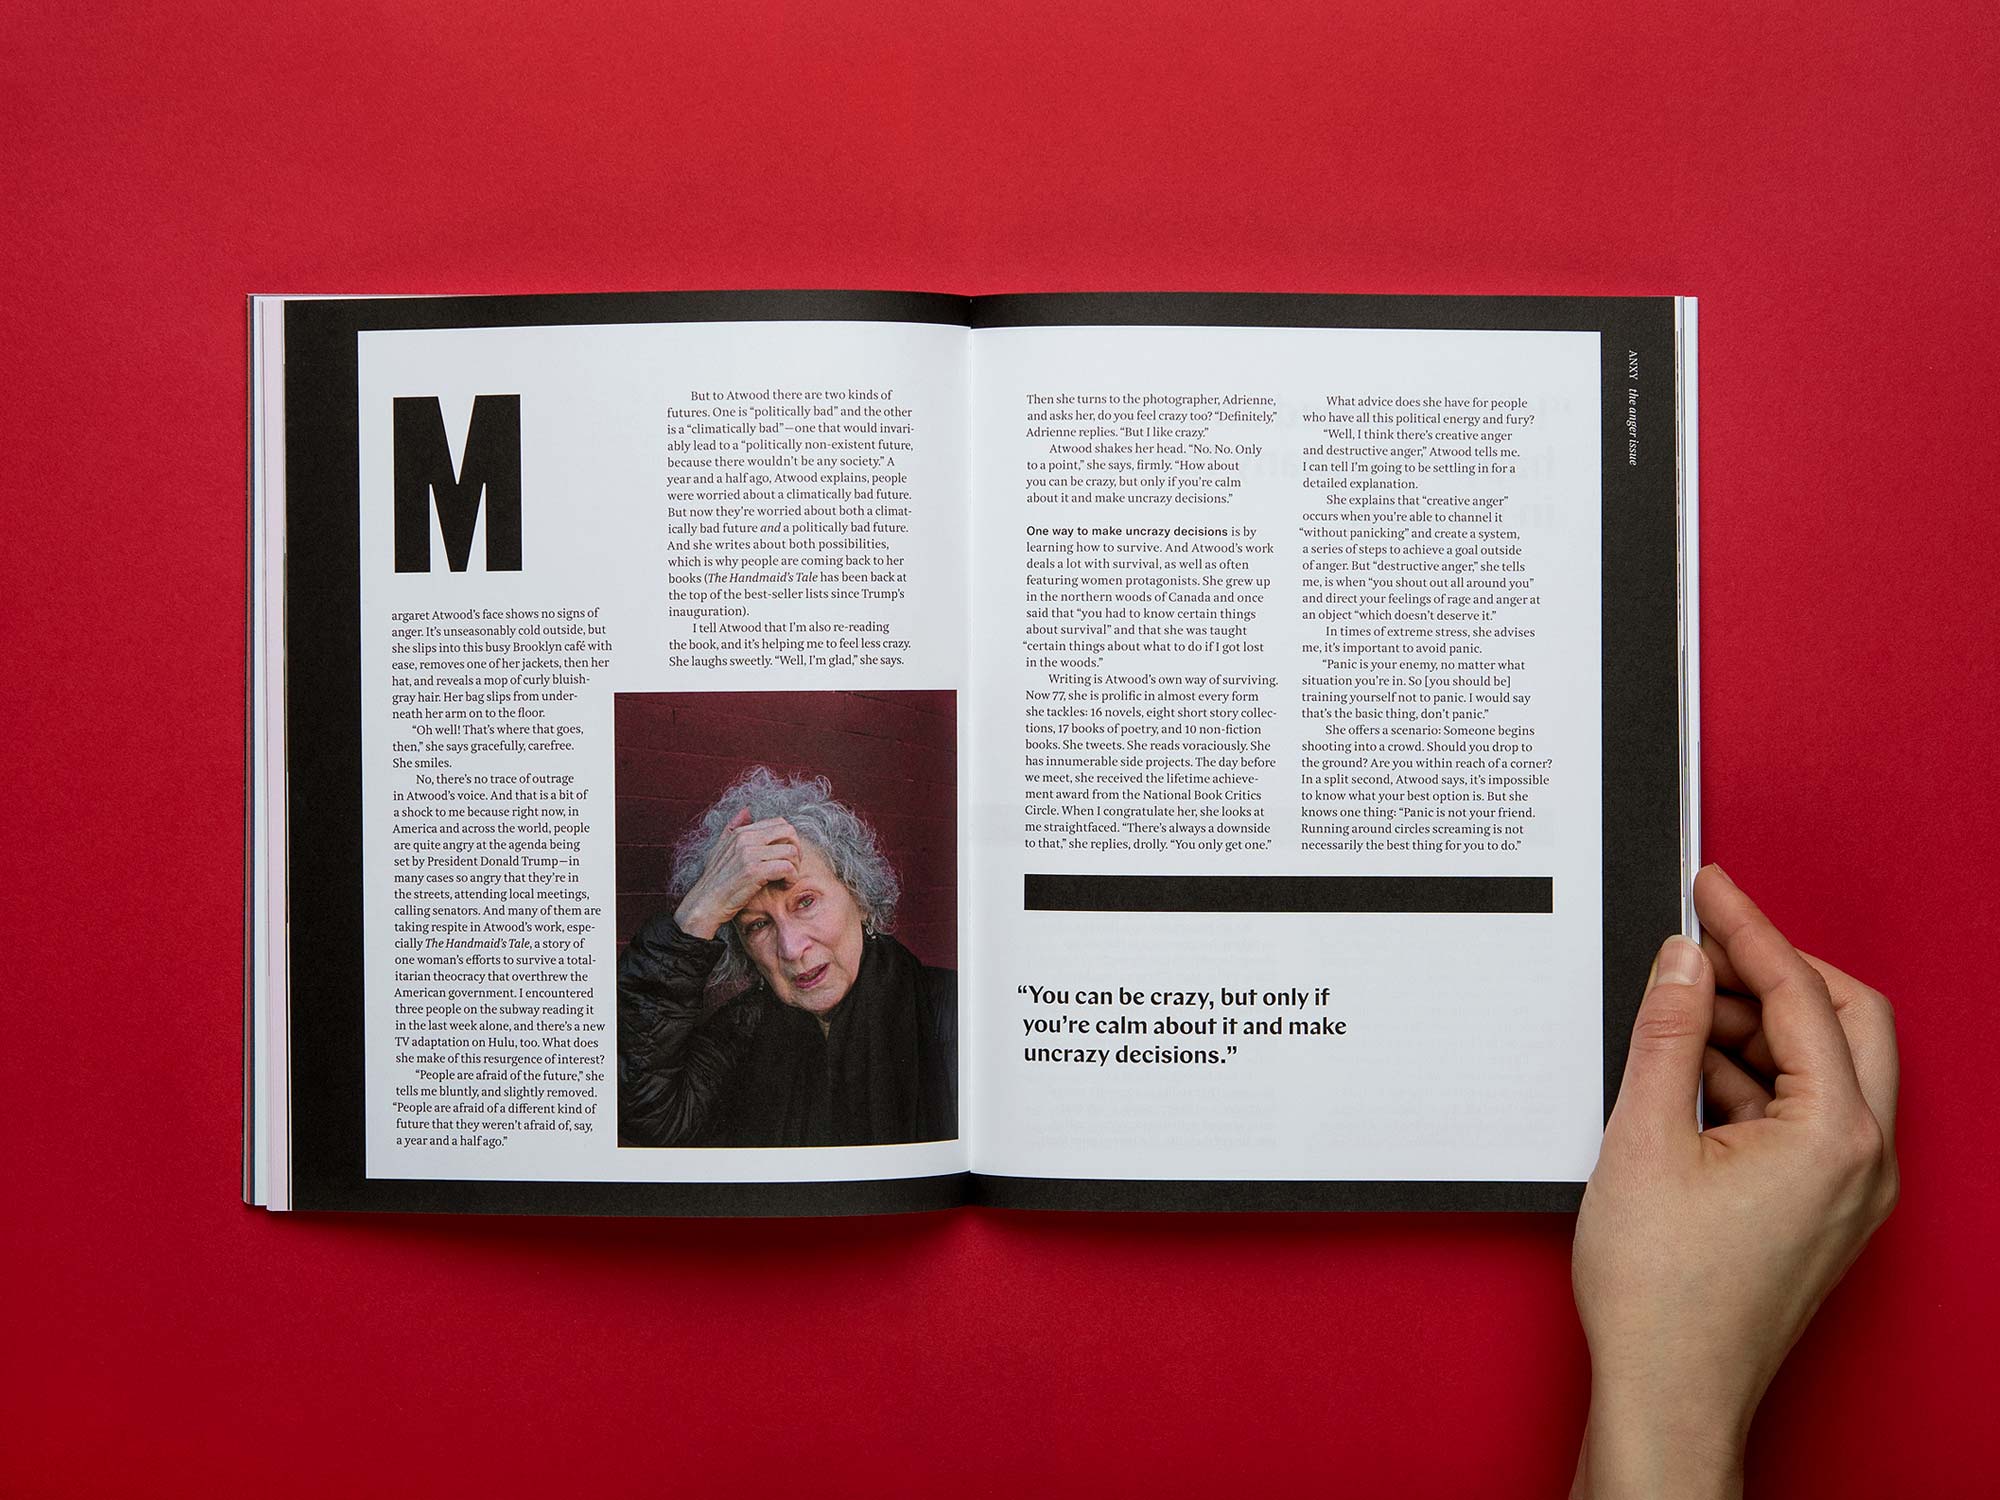 M
argaret Atwood's face shows no signs of
anger. It's unseasonably cold outside, but
she slips into this busy Brooklyn café with
ease, removes one of her jackets, then her
hat, and reveals a mop of curly bluish-
gray hair. Her bag slips from under-
neath her arm on to the floor.
"Oh well! That's where that goes,
then," she says gracefully, carefree.
She smiles.
No, there's no trace of outrage
in Atwood's voice. And that is a bit of
a shock to me because right now, in
America and across the world, people
are quite angry at the agenda being
set by President Donald Trump—in
many cases so angry that they're in
the streets, attending local meetings,
calling senators. And many of them are
taking respite in Atwood's work, espe-
cially The Handmaid's Tale, a story of
one woman's efforts to survive a total-
itarian theocracy that overthrew the
American government. I encountered
three people on the subway reading it
in the last week alone, and there's a new
TV adaptation on Hulu, too. What does
she make of this resurgence of interest?
"People are afraid of the future," she
tells me bluntly, and slightly removed.
"People are afraid of a different kind of
future that they weren't afraid of, say,
a year and a half ago."
But to Atwood there are two kinds of
futures. One is "politically bad" and the other
is a "climatically bad"—one that would invari-
ably lead to a "politically non-existent future,
because there wouldn't be any society." A
year and a half ago, Atwood explains, people
were worried about a climatically bad future.
But now they're worried about both a climat-
ically bad future and a politically bad future.
And she writes about both possibilities,
which is why people are coming back to her
books (The Handmaid's Tale has been back at
the top of the best-seller lists since Trump's
inauguration).
I tell Atwood that I'm also re-reading
the book, and it's helping me to feel less crazy.
She laughs sweetly. "Well, I'm glad," she says.
Then she turns to the photographer, Adrienne,
and asks her, do you feel crazy too? "Definitely,"
Adrienne replies. "But I like crazy."
Atwood shakes her head. "No. No. Only
to a point," she says, firmly. "How about
you can be crazy, but only if you're calm
about it and make uncrazy decisions."
One way to make uncrazy decisions is by
learning how to survive. And Atwood's work
deals a lot with survival, as well as often
featuring women protagonists. She grew up
in the northern woods of Canada and once
said that "you had to know certain things
about survival" and that she was taught
"certain things about what to do if I got lost
in the woods."
Writing is Atwood's own way of surviving.
Now 77, she is prolific in almost every form
she tackles: 16 novels, eight short story collec-
tions, 17 books of poetry, and 10 non-fiction
books. She tweets. She reads voraciously. She
has innumerable side projects. The day before
we meet, she received the lifetime achieve-
ment award from the National Book Critics
Circle. When I congratulate her, she looks at
me straightfaced. "There's always a downside
to that," she replies, drolly. "You only get one."
What advice does she have for people
who have all this political energy and fury?
"Well, I think there's creative anger
and destructive anger," Atwood tells me.
I can tell I'm going to be settling in for a
detailed explanation.
She explains that "creative anger"
occurs when you're able to channel it
"without panicking" and create a system,
a series of steps to achieve a goal outside
of anger. But "destructive anger," she tells
me, is when "you shout out all around you"
and direct your feelings of rage and anger at
an object "which doesn't deserve it."
In times of extreme stress, she advises
me, it's important to avoid panic.
"Panic is your enemy, no matter what
situation you're in. So [you should be]
training yourself not to panic. I would say
that's the basic thing, don't panic."
She offers a scenario: Someone begins
shooting into a crowd. Should you drop to
the ground? Are you within reach of a corner?
In a split second, Atwood says, it's impossible
to know what your best option is. But she
knows one thing: "Panic is not your friend.
Running around circles screaming is not
necessarily the best thing for you to do."
"You can be crazy, but only if
you're calm about it and make
uncrazy decisions."
ANXY the anger issue